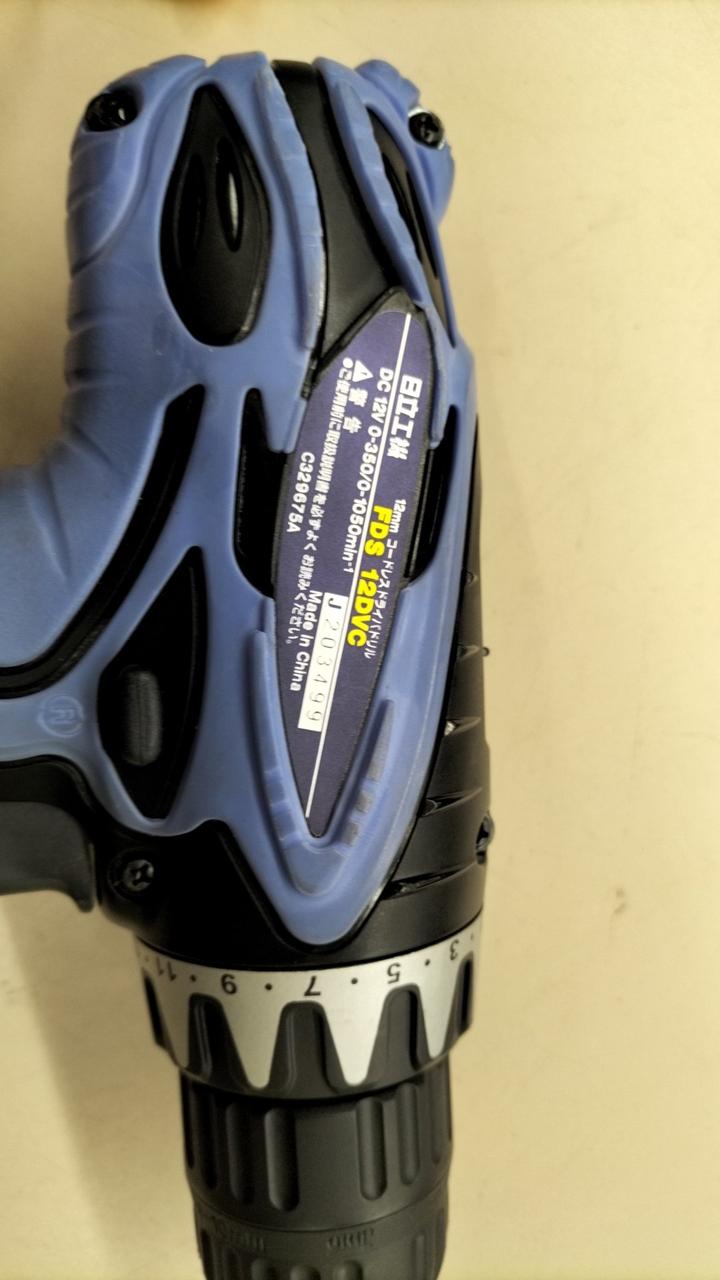 日立工機
12mm コードレスドライバドリル
FDS 12DVC
DC 12V 0-350/0-1050min⁻¹
⚠ 警告
●ご使用前に取扱説明書を必ずよくお読みください。
J 203499
C329675A
Made in China
3 • 5 • 7 • 9 • 11